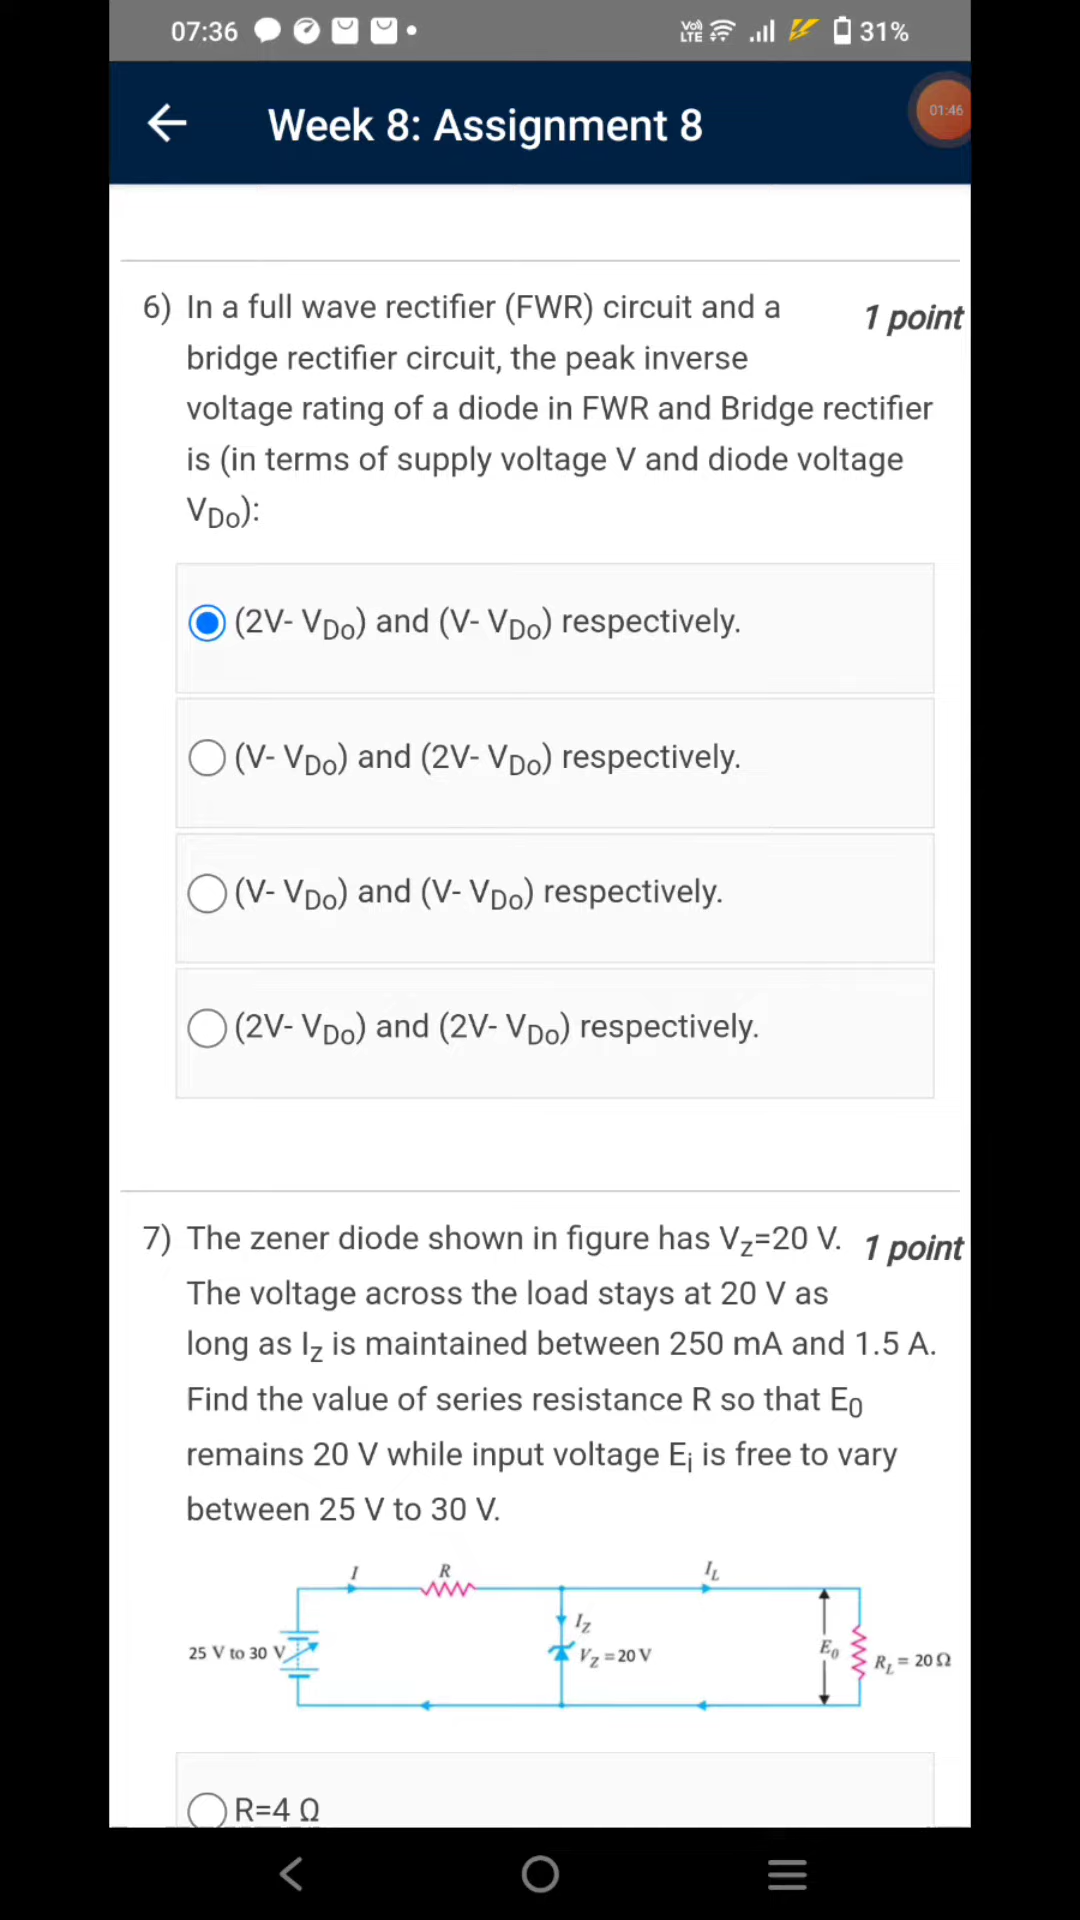 07:36
Vo) LTE 31%
Week 8: Assignment 8
01:46
6) In a full wave rectifier (FWR) circuit and a
1 point
bridge rectifier circuit, the peak inverse
voltage rating of a diode in FWR and Bridge rectifier
is (in terms of supply voltage V and diode voltage
VDo):
(2V- VDo) and (V- VDo) respectively.
(V- VDo) and (2V- VDo) respectively.
(V- VDo) and (V- VDo) respectively.
(2V- VDo) and (2V- VDo) respectively.
7) The zener diode shown in figure has Vz=20 V.
1 point
The voltage across the load stays at 20 V as
long as Iz is maintained between 250 mA and 1.5 A.
Find the value of series resistance R so that E0
remains 20 V while input voltage Ei is free to vary
between 25 V to 30 V.
I R IL
IZ
25 V to 30 V VZ = 20 V E0 RL = 20 Ω
R=4 Ω